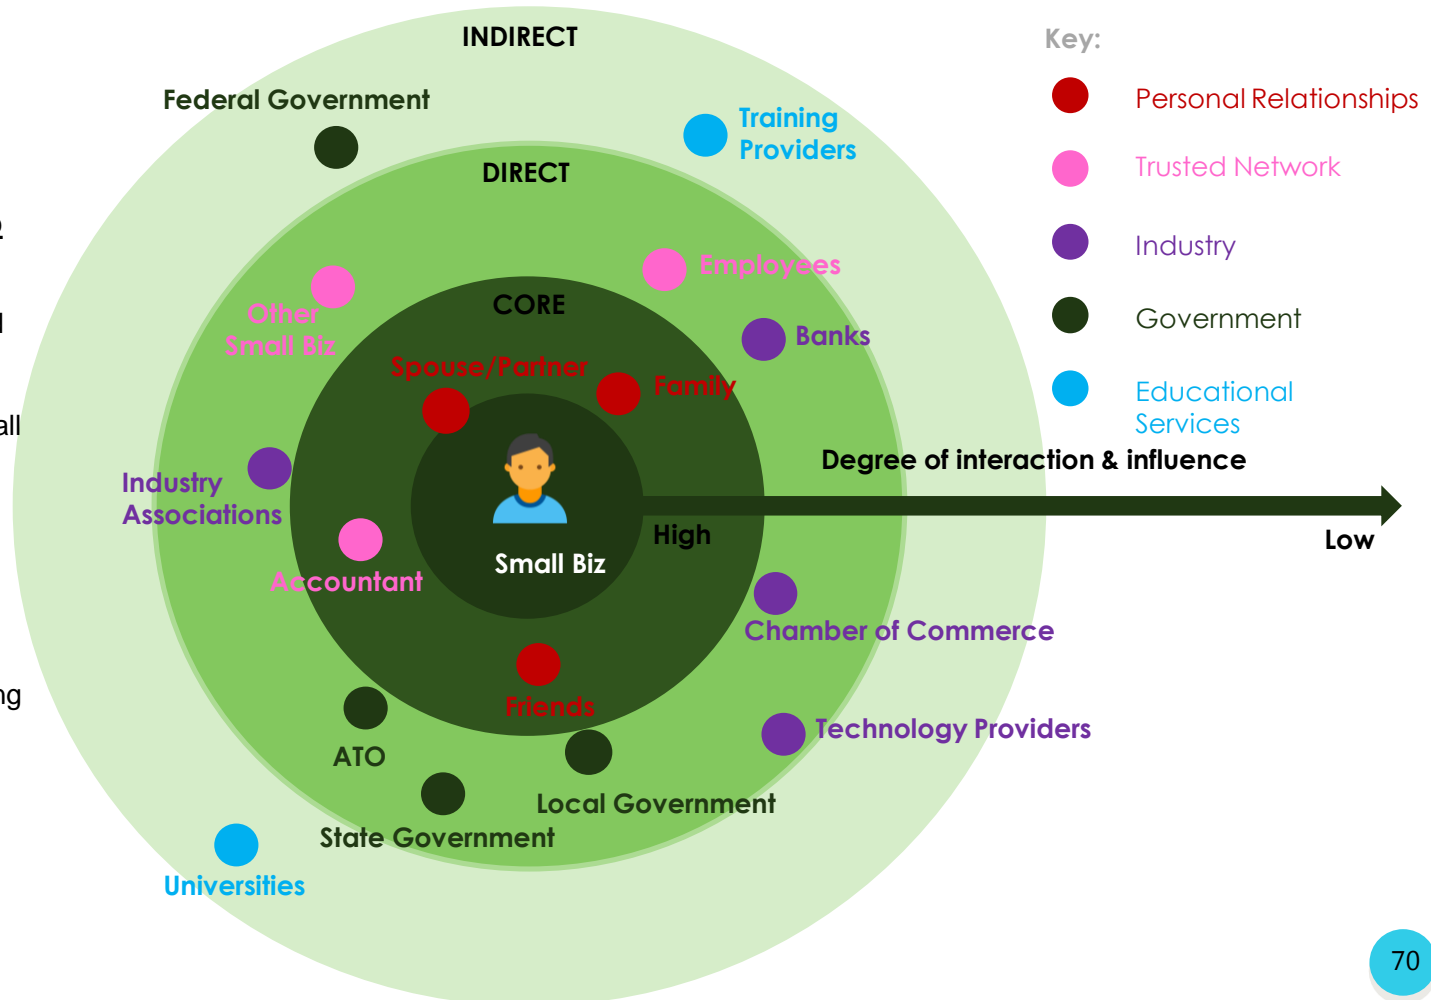 INDIRECT
Key:
Federal Government
Personal Relationships
Training
Providers
DIRECT
Trusted Network
Employees
Industry
CORE
Other
Small Biz
Banks
Government
Spouse/Partner
Family
Educational
Services
all
Degree of interaction & influence
Industry
Associations
High
Low
Small Biz
Accountant
Chamber of Commerce
ng
Friends
Technology Providers
ATO
Local Government
State Government
Universities
70